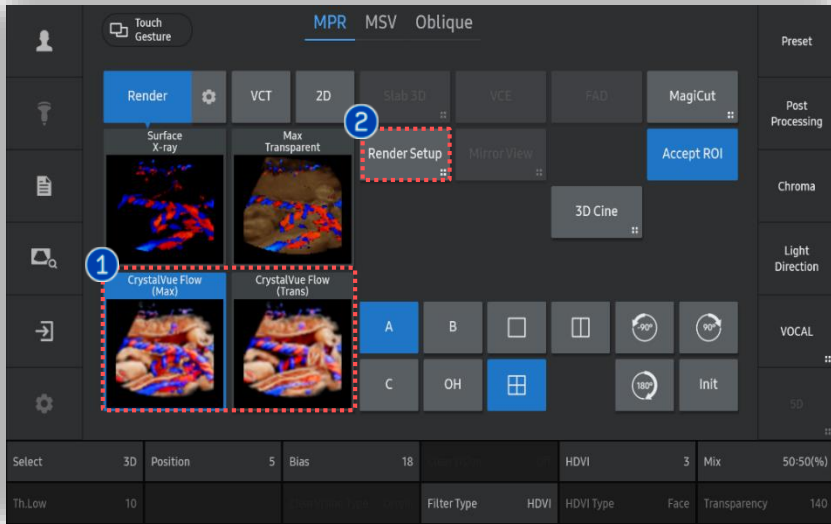 Touch
Gesture
MPR MSV Oblique
Preset
Render VCT 2D Slab 3D VCE FAD MagiCut
Post
Processing
2
Surface
X-ray
Max
Transparent
Render Setup Mirror View Accept ROI
Chroma
3D Cine
1
CrystalVue Flow
(Max)
CrystalVue Flow
(Trans)
Light
Direction
A B -90° 90° VOCAL
C OH 180° Init
5D
Select 3D Position 5 Bias 18 HDVI 3 Mix 50:50(%)
Th.Low 10 Filter Type HDVI HDVI Type Face Transparency 140